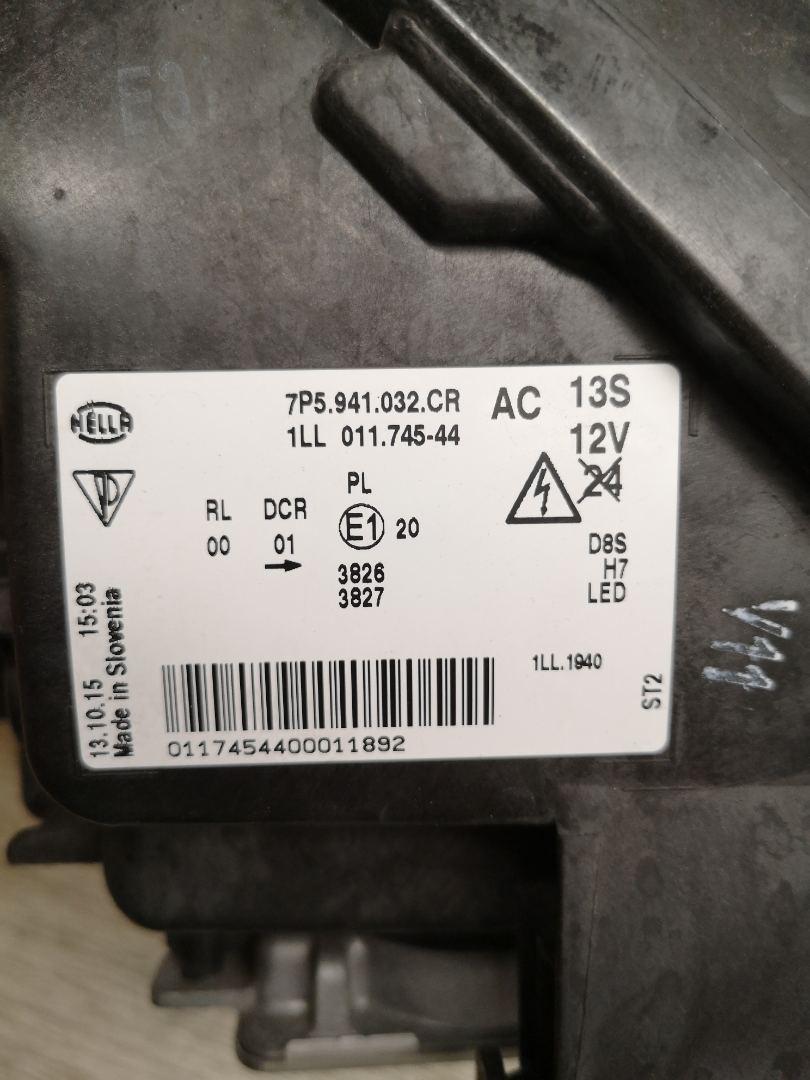 E31
HELLA
7P5.941.032.CR
1LL 011.745-44
AC
13S
12V
24
PL
RL DCR
00 01
E1 20
3826
3827
D8S
H7
LED
13.10.15 15:03
Made in Slovenia
1LL.1940
ST2
0117454400011892